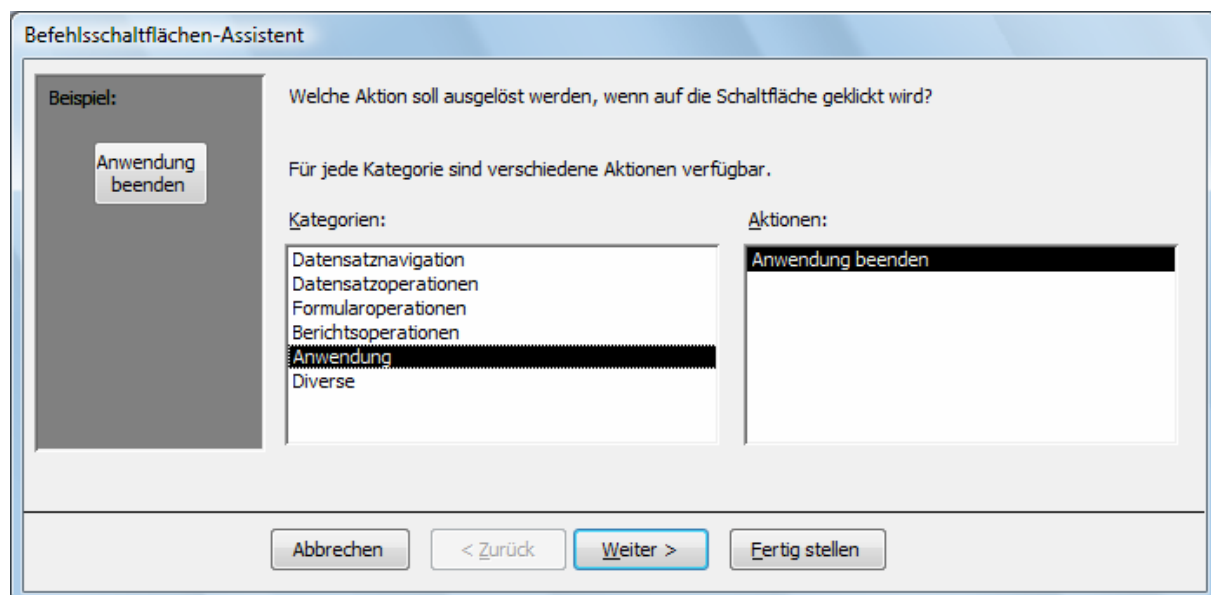 Befehlsschaltflächen-Assistent
Beispiel:
Anwendung
beenden
Welche Aktion soll ausgelöst werden, wenn auf die Schaltfläche geklickt wird?
Für jede Kategorie sind verschiedene Aktionen verfügbar.
Kategorien:
Datensatznavigation
Datensatzoperationen
Formularoperationen
Berichtsoperationen
Anwendung
Diverse
Aktionen:
Anwendung beenden
Abbrechen
< Zurück
Weiter >
Fertig stellen